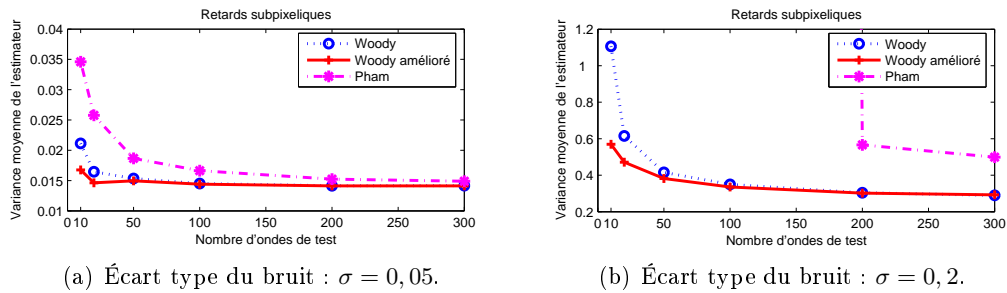 Retards subpixeliques
0.04
0.035
0.03
0.025
0.02
0.015
0.01
Variance moyenne de l'estimateur
Woody
Woody amélioré
Pham
0 10 50 100 150 200 250 300
Nombre d'ondes de test
(a) Écart type du bruit : σ = 0, 05.
Retards subpixeliques
1.2
1
0.8
0.6
0.4
0.2
Variance moyenne de l'estimateur
Woody
Woody amélioré
Pham
0 10 50 100 150 200 250 300
Nombre d'ondes de test
(b) Écart type du bruit : σ = 0, 2.